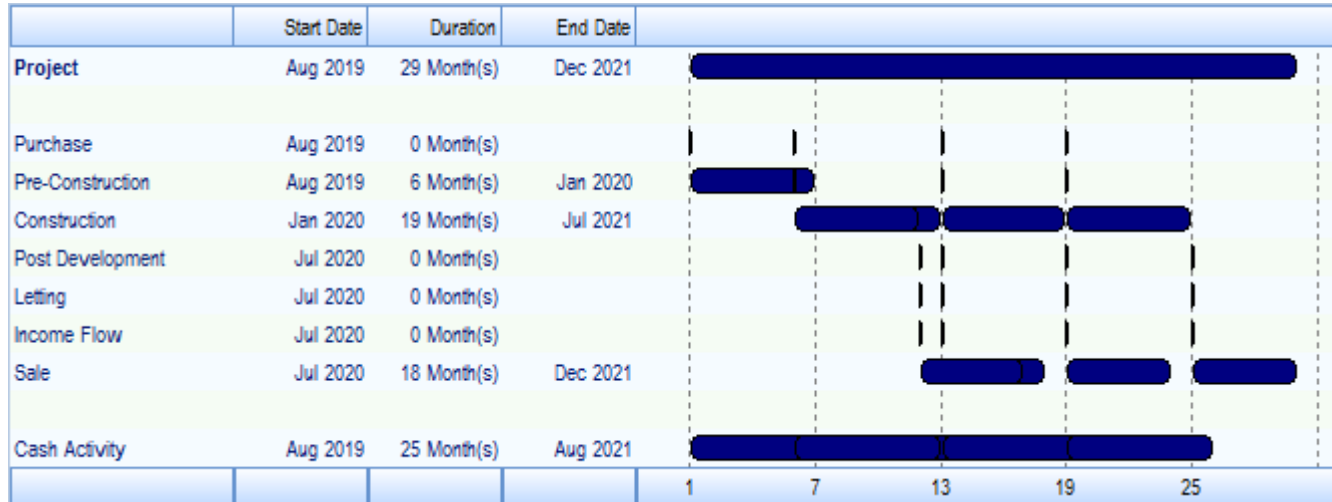 Start Date Duration End Date
Project Aug 2019 29 Month(s) Dec 2021
Purchase Aug 2019 0 Month(s)
Pre-Construction Aug 2019 6 Month(s) Jan 2020
Construction Jan 2020 19 Month(s) Jul 2021
Post Development Jul 2020 0 Month(s)
Letting Jul 2020 0 Month(s)
Income Flow Jul 2020 0 Month(s)
Sale Jul 2020 18 Month(s) Dec 2021
Cash Activity Aug 2019 25 Month(s) Aug 2021
1 7 13 19 25